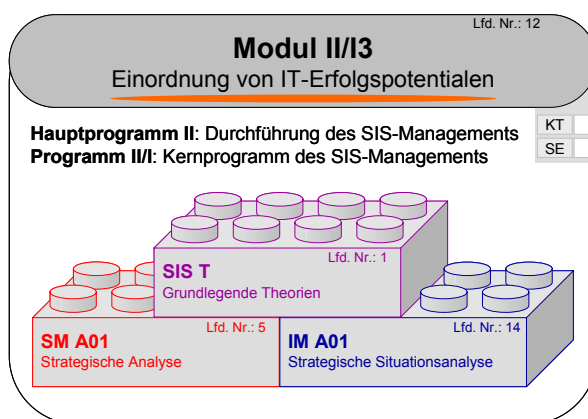 Lfd. Nr.: 12
Modul II/I3
Einordnung von IT-Erfolgspotentialen
Hauptprogramm II: Durchführung des SIS-Managements
Programm II/I: Kernprogramm des SIS-Managements
KT
SE
Lfd. Nr.: 1
SIS T
Grundlegende Theorien
Lfd. Nr.: 5
SM A01
Strategische Analyse
Lfd. Nr.: 14
IM A01
Strategische Situationsanalyse